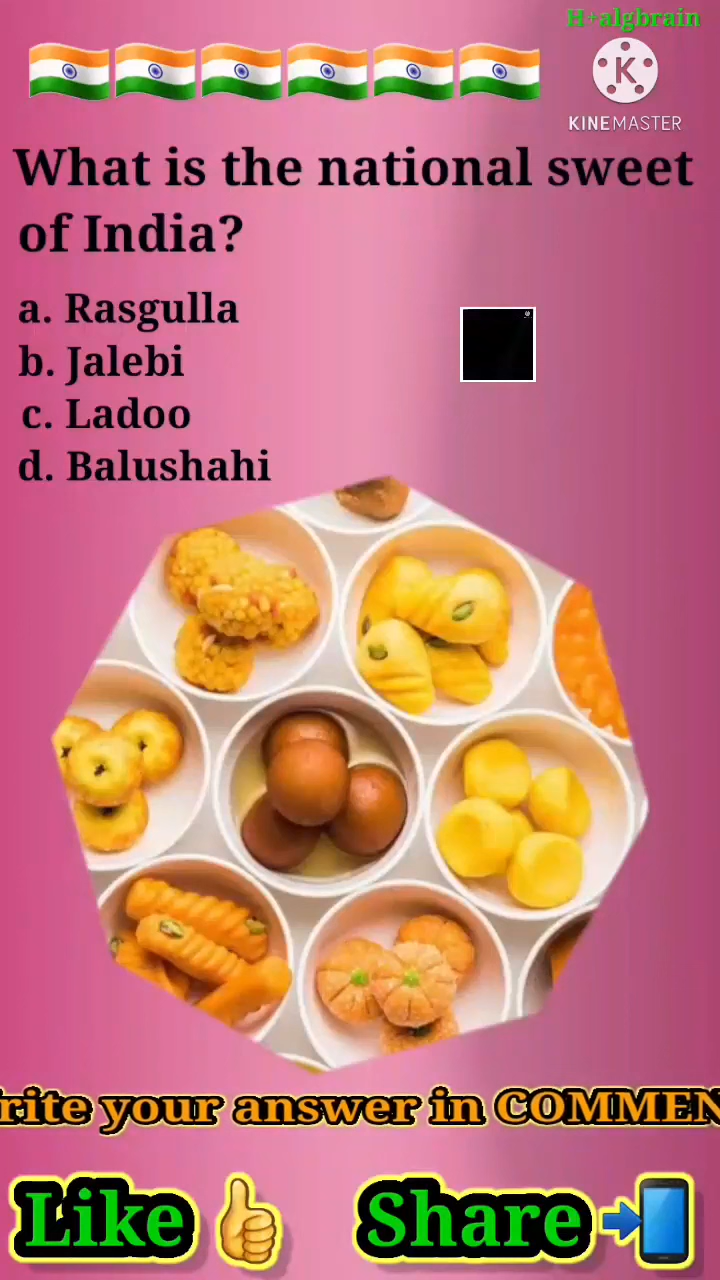 H+algbrain
K
KINEMASTER
What is the national sweet
of India?
a. Rasgulla
b. Jalebi
c. Ladoo
d. Balushahi
rite your answer in COMMEN
Like
Share